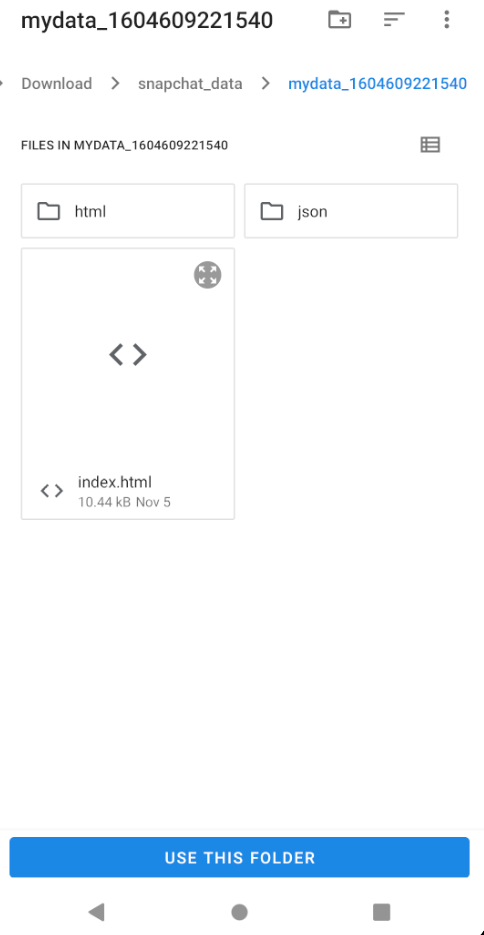 mydata_1604609221540
Download > snapchat_data > mydata_1604609221540
FILES IN MYDATA_1604609221540
html
json
index.html
10.44 kB Nov 5
USE THIS FOLDER